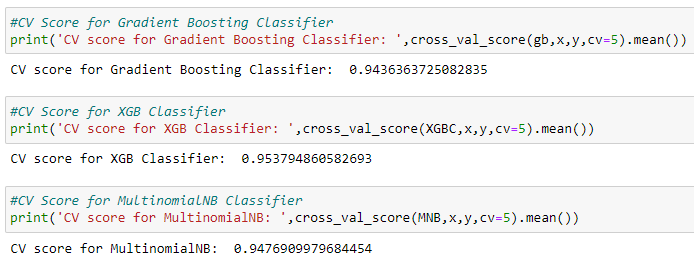 #CV Score for Gradient Boosting Classifier
print('CV score for Gradient Boosting Classifier: ',cross_val_score(gb,x,y,cv=5).mean())
CV score for Gradient Boosting Classifier:  0.9436363725082835
#CV Score for XGB Classifier
print('CV score for XGB Classifier: ',cross_val_score(XGBC,x,y,cv=5).mean())
CV score for XGB Classifier:  0.953794860582693
#CV Score for MultinomialNB Classifier
print('CV score for MultinomialNB: ',cross_val_score(MNB,x,y,cv=5).mean())
CV score for MultinomialNB:  0.9476909979684454